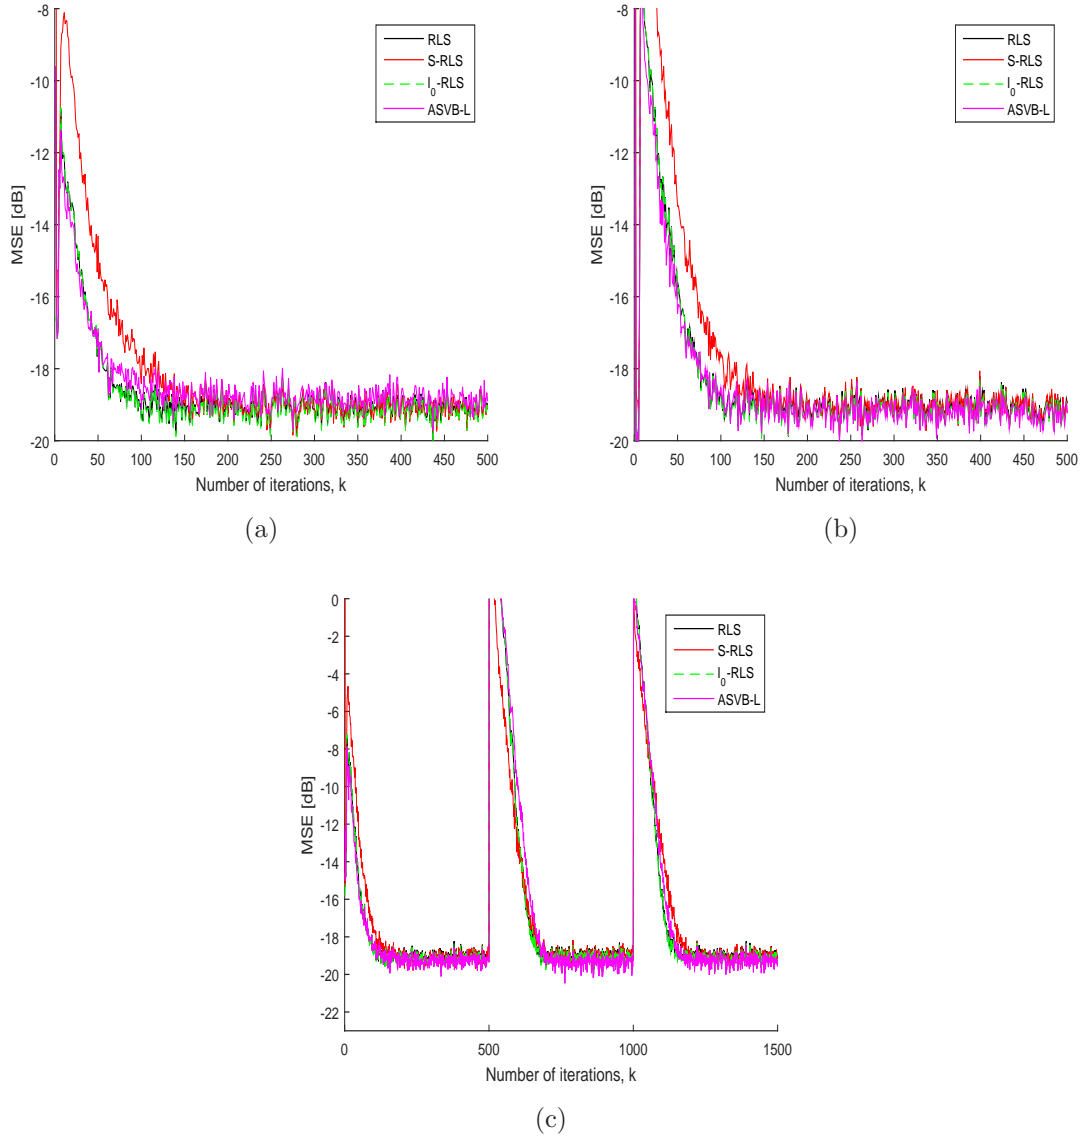 -8
-10
-12
-14
-16
-18
-20
MSE [dB]
0 50 100 150 200 250 300 350 400 450 500
Number of iterations, k
RLS
S-RLS
l0-RLS
ASVB-L
(a)
-8
-10
-12
-14
-16
-18
-20
MSE [dB]
0 50 100 150 200 250 300 350 400 450 500
Number of iterations, k
RLS
S-RLS
l0-RLS
ASVB-L
(b)
0
-2
-4
-6
-8
-10
-12
-14
-16
-18
-20
-22
MSE [dB]
0 500 1000 1500
Number of iterations, k
RLS
S-RLS
l0-RLS
ASVB-L
(c)